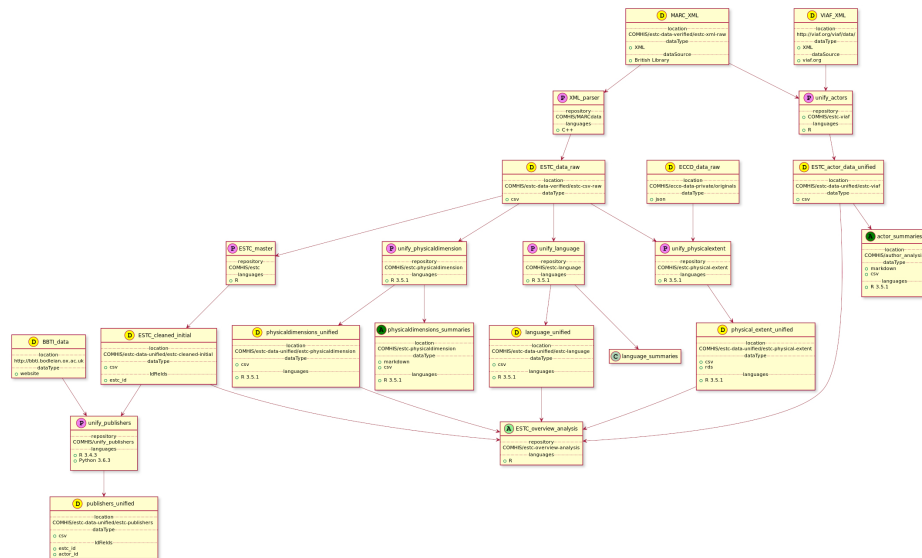 D MARC_XML
location
COMHIS/estc-data-verified/estc-xml-raw
dataType
XML
dataSource
British Library
D VIAF_XML
location
http://viaf.org/viaf/data/
dataType
XML
dataSource
viaf.org
P XML_parser
repository
COMHIS/MARCdata
languages
C++
P unify_actors
repository
COMHIS/estc-viaf
languages
R
D ESTC_data_raw
location
COMHIS/estc-data-verified/estc-csv-raw
dataType
csv
D ECCO_data_raw
location
COMHIS/ecco-data-private/originals
dataType
json
D ESTC_actor_data_unified
location
COMHIS/estc-data-unified/estc-viaf
dataType
csv
P ESTC_master
repository
COMHIS/estc
languages
R
P unify_physicaldimension
repository
COMHIS/estc-physicaldimension
languages
R 3.5.1
P unify_language
repository
COMHIS/estc-language
languages
R 3.5.1
P unify_physicalextent
repository
COMHIS/estc-physical-extent
languages
R 3.5.1
A actor_summaries
location
COMHIS/author_analysis
dataType
markdown
csv
languages
R 3.5.1
D BBTI_data
location
http://bbti.bodleian.ox.ac.uk
dataType
website
D ESTC_cleaned_initial
location
COMHIS/estc-data-unified/estc-cleaned-initial
dataType
csv
idFields
estc_id
D physicaldimensions_unified
location
COMHIS/estc-data-unified/estc-physicaldimension
dataType
csv
languages
R 3.5.1
A physicaldimensions_summaries
location
COMHIS/estc-physicaldimension
dataType
markdown
csv
languages
R 3.5.1
D language_unified
location
COMHIS/estc-data-unified/estc-language
dataType
csv
languages
R 3.5.1
C language_summaries
D physical_extent_unified
location
COMHIS/estc-data-unified/estc-physical-extent
dataType
csv
rds
languages
R 3.5.1
P unify_publishers
repository
COMHIS/unify_publishers
languages
R 3.4.3
Python 3.6.3
A ESTC_overview_analysis
repository
COMHIS/estc-overview-analysis
languages
R
D publishers_unified
location
COMHIS/estc-data-unified/estc-publishers
dataType
csv
idFields
estc_id
actor_id